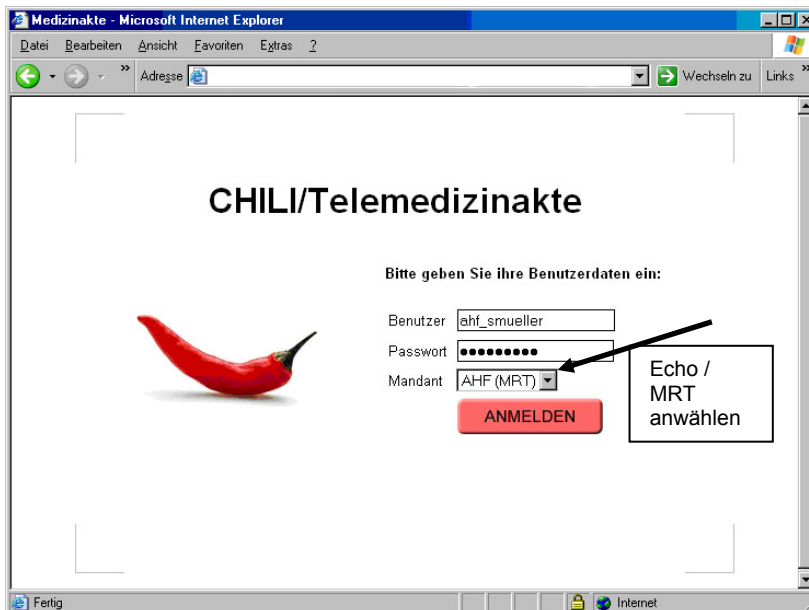 Medizinakte - Microsoft Internet Explorer
Datei Bearbeiten Ansicht Favoriten Extras ?
» Adresse Wechseln zu Links »
CHILI/Telemedizinakte
Bitte geben Sie ihre Benutzerdaten ein:
Benutzer ahf_smueller
Passwort ●●●●●●●●●
Mandant AHF (MRT)
ANMELDEN
Echo /
MRT
anwählen
Fertig Internet